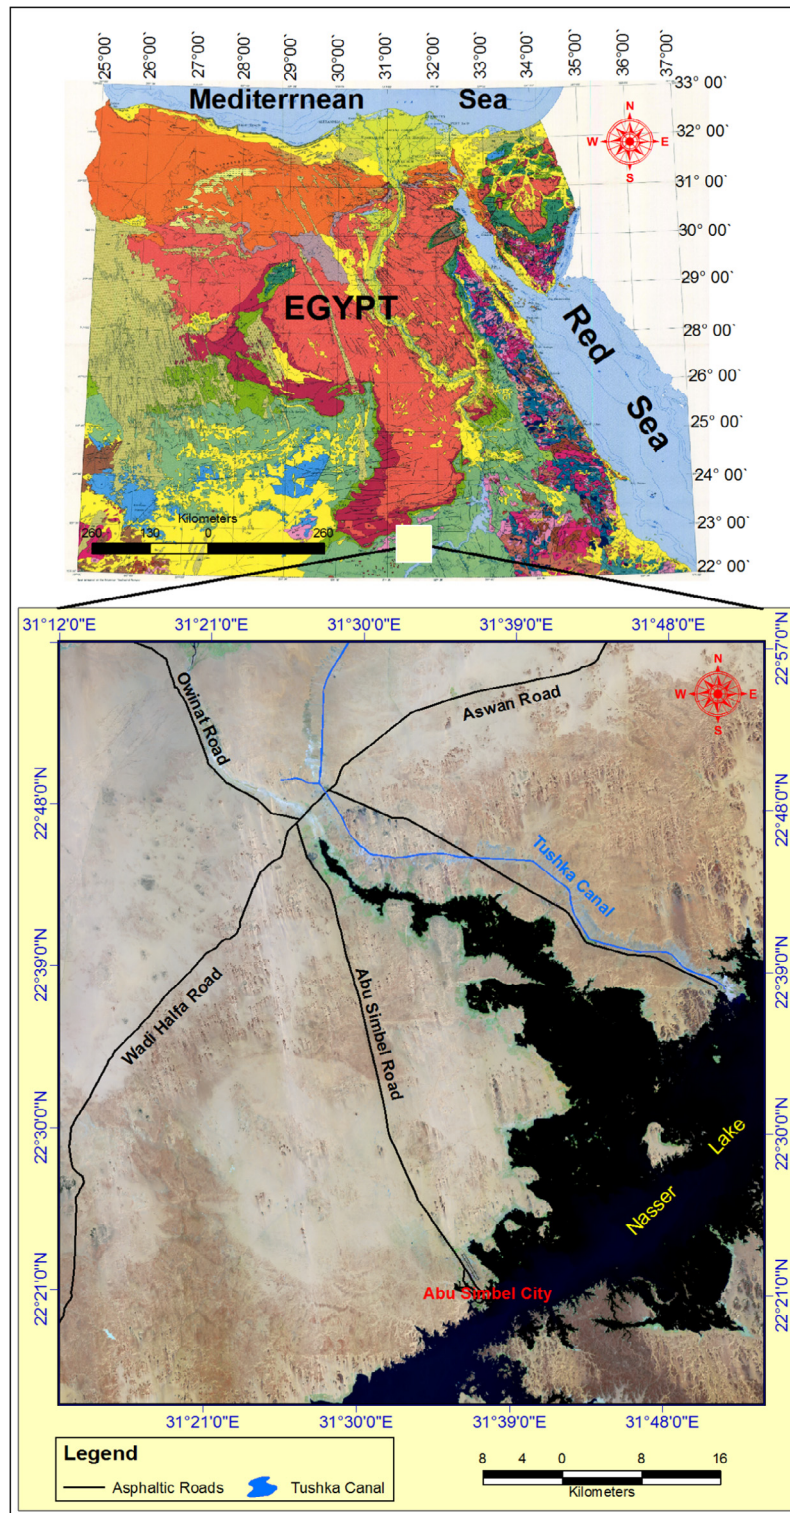 25°00'
26°00'
27°00'
28°00'
29°00'
30°00'
31°00'
32°00'
33°00'
34°00'
35°00'
36°00'
37°00'
33° 00`
Mediterrnean Sea
N
W E
S
32° 00`
31° 00`
30° 00`
29° 00`
28° 00`
26° 00`
25° 00`
24° 00`
23° 00`
22° 00`
EGYPT
Red Sea
Kilometers
260 130 0 260
31°12'0"E 31°21'0"E 31°30'0"E 31°39'0"E 31°48'0"E
22°57'0"N
N
W E
S
Owinat Road
Aswan Road
22°48'0"N
22°48'0"N
Tushka Canal
22°39'0"N
22°39'0"N
Wadi Halfa Road
Abu Simbel Road
22°30'0"N
22°30'0"N
Nasser Lake
22°21'0"N
22°21'0"N
Abu Simbel City
31°21'0"E 31°30'0"E 31°39'0"E 31°48'0"E
Legend
Asphaltic Roads Tushka Canal
8 4 0 8 16
Kilometers